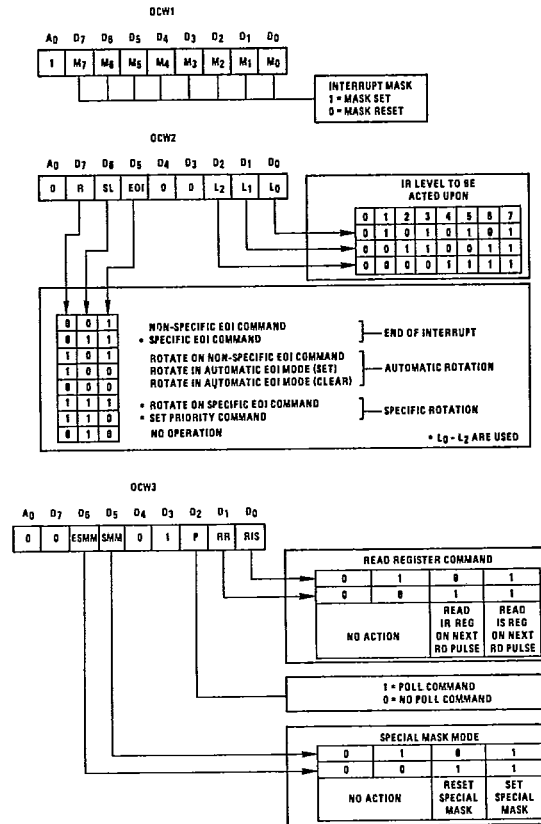 OCW1
A0 D7 D6 D5 D4 D3 D2 D1 D0
1 M7 M6 M5 M4 M3 M2 M1 M0
INTERRUPT MASK
1 = MASK SET
0 = MASK RESET
OCW2
A0 D7 D6 D5 D4 D3 D2 D1 D0
0 R SL EOI 0 0 L2 L1 L0
IR LEVEL TO BE
ACTED UPON
0 1 2 3 4 5 6 7
0 1 0 1 0 1 0 1
0 0 1 1 0 0 1 1
0 0 0 0 1 1 1 1
0 0 1 NON-SPECIFIC EOI COMMAND
0 1 1 * SPECIFIC EOI COMMAND
END OF INTERRUPT
1 0 1 ROTATE ON NON-SPECIFIC EOI COMMAND
1 0 0 ROTATE IN AUTOMATIC EOI MODE (SET)
0 0 0 ROTATE IN AUTOMATIC EOI MODE (CLEAR)
AUTOMATIC ROTATION
1 1 1 * ROTATE ON SPECIFIC EOI COMMAND
1 1 0 * SET PRIORITY COMMAND
SPECIFIC ROTATION
0 1 0 NO OPERATION
* L0 - L2 ARE USED
OCW3
A0 D7 D6 D5 D4 D3 D2 D1 D0
0 0 ESMM SMM 0 1 P RR RIS
READ REGISTER COMMAND
0 1 0 1
0 0 1 1
NO ACTION
READ
IR REG
ON NEXT
RD PULSE
READ
IS REG
ON NEXT
RD PULSE
1 = POLL COMMAND
0 = NO POLL COMMAND
SPECIAL MASK MODE
0 1 0 1
0 0 1 1
NO ACTION
RESET
SPECIAL
MASK
SET
SPECIAL
MASK